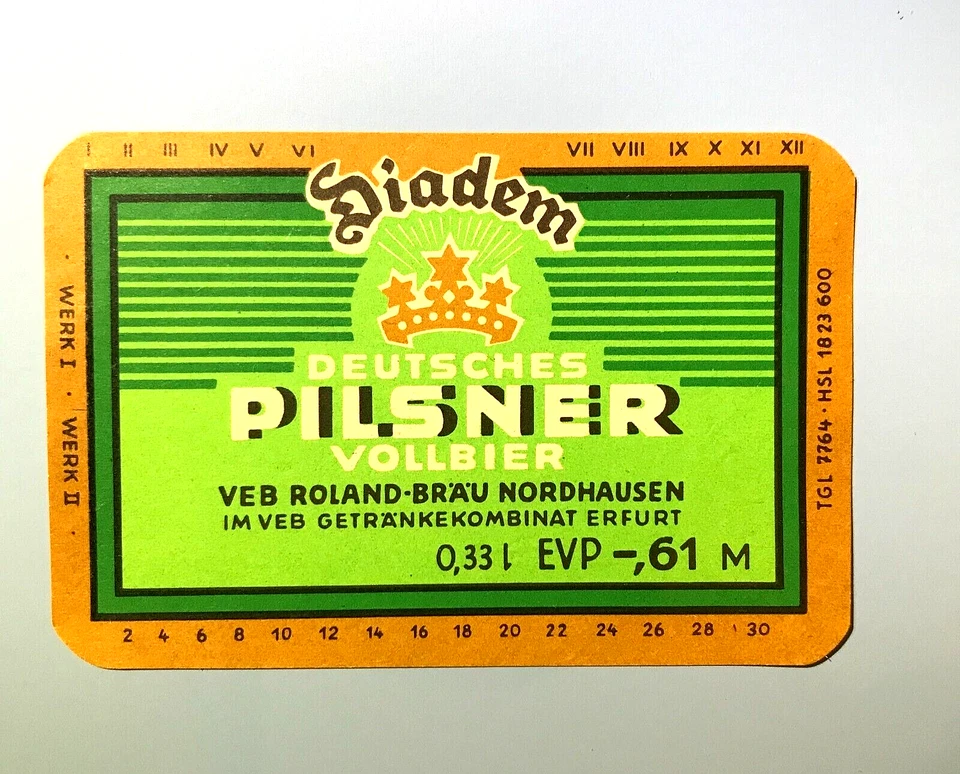 I II III IV V VI VII VIII IX X XI XII
Diadem
DEUTSCHES
PILSNER
VOLLBIER
VEB ROLAND-BRÄU NORDHAUSEN
IM VEB GETRÄNKEKOMBINAT ERFURT
0,33 l EVP -,61 M
2 4 6 8 10 12 14 16 18 20 22 24 26 28 30
· WERK I · WERK II ·
TGL 7764 · HSL 1823 600